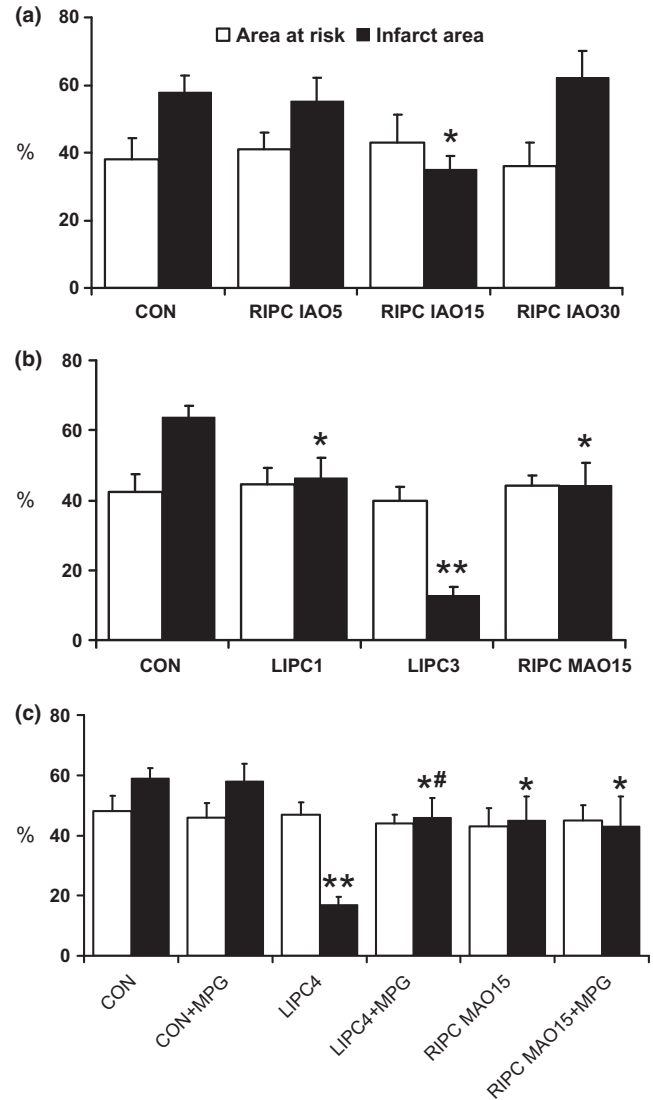 (a)
80
Area at risk Infarct area
60
*
%
40
20
0
CON RIPC IAO5 RIPC IAO15 RIPC IAO30
(b)
80
60
* *
%
40
**
20
0
CON LIPC1 LIPC3 RIPC MAO15
(c)
80
60
*# * *
%
40
**
20
0
CON CON+MPG LIPC4 LIPC4+MPG RIPC MAO15 RIPC MAO15+MPG